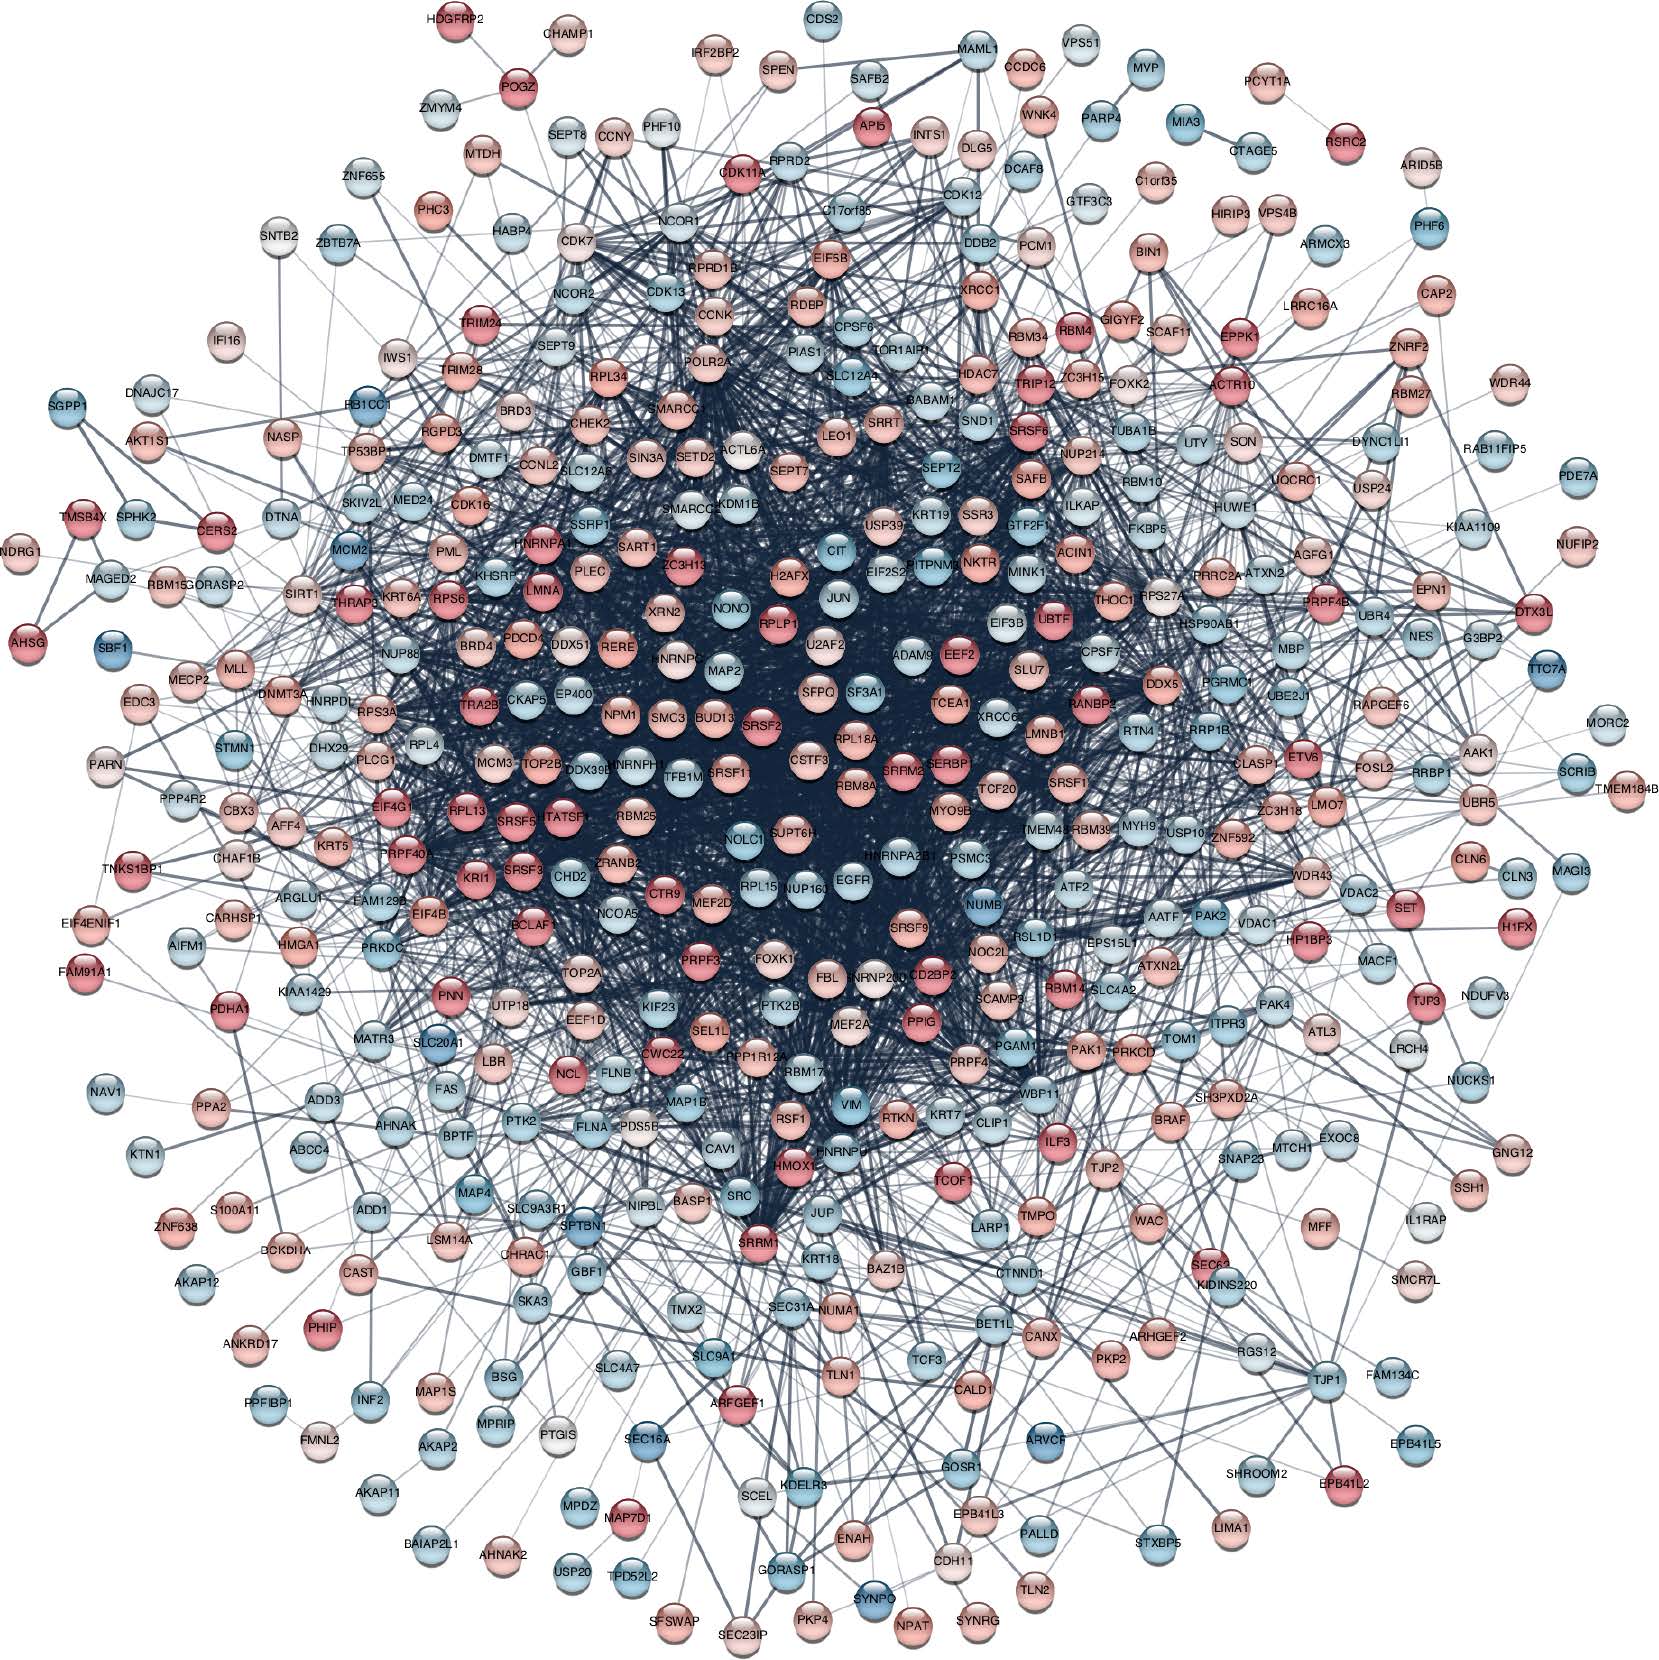 HDGFRP2
CHAMP1
CDS2
IRF2BP2
SPEN
MAML1
VPS51
SAFB2
CCDC6
MVP
PCYT1A
POGZ
ZMYM4
WNK4
PARP4
MIA3
CTAGE5
RSRC2
SEPT8
CCNY
PHF10
API5
INTS1
DLG5
MTDH
CDK11A
RPRD2
DCAF8
ARID5B
ZNF655
C1orf35
CDK12
GTF3C3
PHC3
NCOR1
C17orf85
HIRIP3
VPS4B
PHF6
SNTB2
ZBTB7A
HABP4
CDK7
DDB2
PCM1
ARMCX3
BIN1
RPRD1B
EIF5B
NCOR2
CDK13
XRCC1
CAP2
RDBP
LRRC16A
CCNK
TRIM24
CPSF6
RBM34
RBM4
GIGYF2
SCAF11
EPPK1
IFI16
IWS1
SEPT9
PIAS1
TOR1AIP1
ZNRF2
POLR2A
TRIM28
RPL34
SLC12A4
HDAC7
TRIP12
ZC3H15
FOXK2
ACTR10
WDR44
DNAJC17
SGPP1
RB1CC1
BRD3
SMARCC1
BABAM1
RBM27
CHEK2
SRRT
SND1
SRSF6
TUBA1B
AKT1S1
NASP
TP53BP1
RGPD3
LEO1
UTY
SON
DYNC1LI1
RAB11FIP5
DMTF1
CCNL2
SLC12A6
SIN3A
SETD2
ACTL6A
SEPT7
SEPT2
NUP214
SAFB
RBM10
UQCRC1
USP24
PDE7A
TMSB4X
SPHK2
CERS2
DTNA
SKIV2L
MED24
CDK16
SMARCC2
KDM1B
ILKAP
HUWE1
SSRP1
USP39
KRT19
SSR3
GTF2F1
FKBP5
KIAA1109
NDRG1
MCM2
PML
HNRNPA1
SART1
CIT
ACIN1
AGFG1
NUFIP2
MAGED2
RBM15
GORASP2
KHSRP
PLEC
ZC3H13
H2AFX
EIF2S2
PITPNM1
NKTR
MINK1
PRRC2A
ATXN2
EPN1
SIRT1
THRAP3
KRT6A
RPS6
LMNA
XRN2
NONO
JUN
THOC1
RPS27A
PRPF4B
DTX3L
AHSG
SBF1
NUP88
BRD4
PDCD4
DDX51
RERE
RPLP1
EIF3B
UBTF
HSP90AB1
UBR4
NES
G3BP2
HNRNPC
MAP2
U2AF2
ADAM9
EEF2
SLU7
CPSF7
MBP
TTC7A
MECP2
MLL
EDC3
DNMT3A
HNRPDL
RPS3A
TRA2B
CKAP5
EP400
SFPQ
SF3A1
TCEA1
RANBP2
DDX5
PGRMC1
UBE2J1
RAPGEF6
NPM1
SMC3
BUD13
SRSF2
XRCC6
MORC2
STMN1
DHX29
PLCG1
RPL4
RPL18A
LMNB1
RTN4
RRP1B
AAK1
PARN
MCM3
TOP2B
DDX39B
HNRNPH1
TFB1M
SRSF11
CSTF3
SRRM2
SERBP1
CLASP1
ETV6
FOSL2
RRBP1
SCRIB
RBM8A
TCF20
SRSF1
TMEM184B
PPP4R2
CBX3
AFF4
EIF4G1
RPL13
SRSF5
HTATSF1
RBM25
MYO9B
ZC3H18
LMO7
UBR5
KRT5
NOLC1
SUPT6H
TMEM48
RBM39
MYH9
USP10
ZNF592
TNKS1BP1
CHAF1B
PRPF40A
KRI1
SRSF3
CHD2
ZRANB2
HNRNPA2B1
PSMC3
CLN6
CLN3
MAGI3
ARGLU1
FAM129B
CTR9
MEF2D
RPL15
NUP160
EGFR
ATF2
WDR43
VDAC2
EIF4ENIF1
CARHSP1
EIF4B
BCLAF1
NCOA5
NUMB
AATF
PAK2
VDAC1
SET
H1FX
AIFM1
HMGA1
PRKDC
SRSF9
RSL1D1
EPS15L1
HP1BP3
FAM91A1
TOP2A
PRPF3
FOXK1
FBL
CD2BP2
NOC2L
ATXN2L
MACF1
KIAA1429
PNN
UTP18
SCAMP3
RBM14
SLC4A2
PAK4
TJP3
NDUFV3
PDHA1
EEF1D
KIF23
PTK2B
MEF2A
PPIG
ITPR3
MATR3
SLC20A1
SEL1L
PGAM1
TOM1
ATL3
LRCH4
LBR
CWC22
PPP1R12A
PRPF4
PAK1
PRKCD
NCL
FLNB
RBM17
NUCKS1
NAV1
PPA2
ADD3
FAS
MAP1B
VIM
WBP11
SH3PXD2A
AHNAK
BPTF
PTK2
FLNA
PDS5B
RSF1
RTKN
KRT7
CLIP1
BRAF
KTN1
ABCC4
CAV1
HNRNPU
ILF3
MTCH1
EXOC8
GNG12
HMOX1
TCOF1
TJP2
SNAP23
SSH1
MAP4
SRC
ZNF638
S100A11
ADD1
SLC9A3R1
SPTBN1
NIPBL
BASP1
JUP
LARP1
TMPO
WAC
MFF
IL1RAP
LSM14A
SRRM1
BCKDHA
CHRAC1
KRT18
BAZ1B
CTNND1
SEC62
KIDINS220
SMCR7L
AKAP12
CAST
GBF1
SKA3
TMX2
SEC31A
NUMA1
BET1L
CANX
ARHGEF2
ANKRD17
PHIP
RGS12
SLC4A7
SLC9A1
TCF3
PKP2
BSG
TLN1
CALD1
TJP1
FAM134C
PPFIBP1
INF2
MAP1S
ARFGEF1
MPRIP
FMNL2
AKAP2
PTGIS
SEC16A
ARVCF
EPB41L5
GOSR1
SHROOM2
EPB41L2
AKAP11
SCEL
KDELR3
MPDZ
MAP7D1
EPB41L3
PALLD
LIMA1
BAIAP2L1
AHNAK2
ENAH
STXBP5
USP20
TPD52L2
GORASP1
CDH11
TLN2
SYNPO
SFSWAP
SEC23IP
PKP4
NPAT
SYNRG